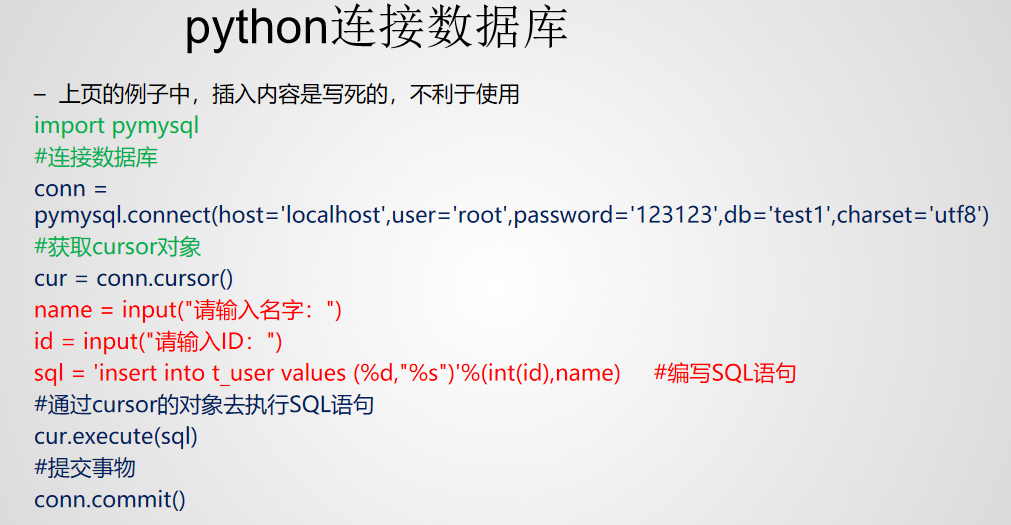 python连接数据库
– 上页的例子中，插入内容是写死的，不利于使用
import pymysql
#连接数据库
conn =
pymysql.connect(host='localhost',user='root',password='123123',db='test1',charset='utf8')
#获取cursor对象
cur = conn.cursor()
name = input("请输入名字：")
id = input("请输入ID：")
sql = 'insert into t_user values (%d,"%s")'%(int(id),name) #编写SQL语句
#通过cursor的对象去执行SQL语句
cur.execute(sql)
#提交事物
conn.commit()